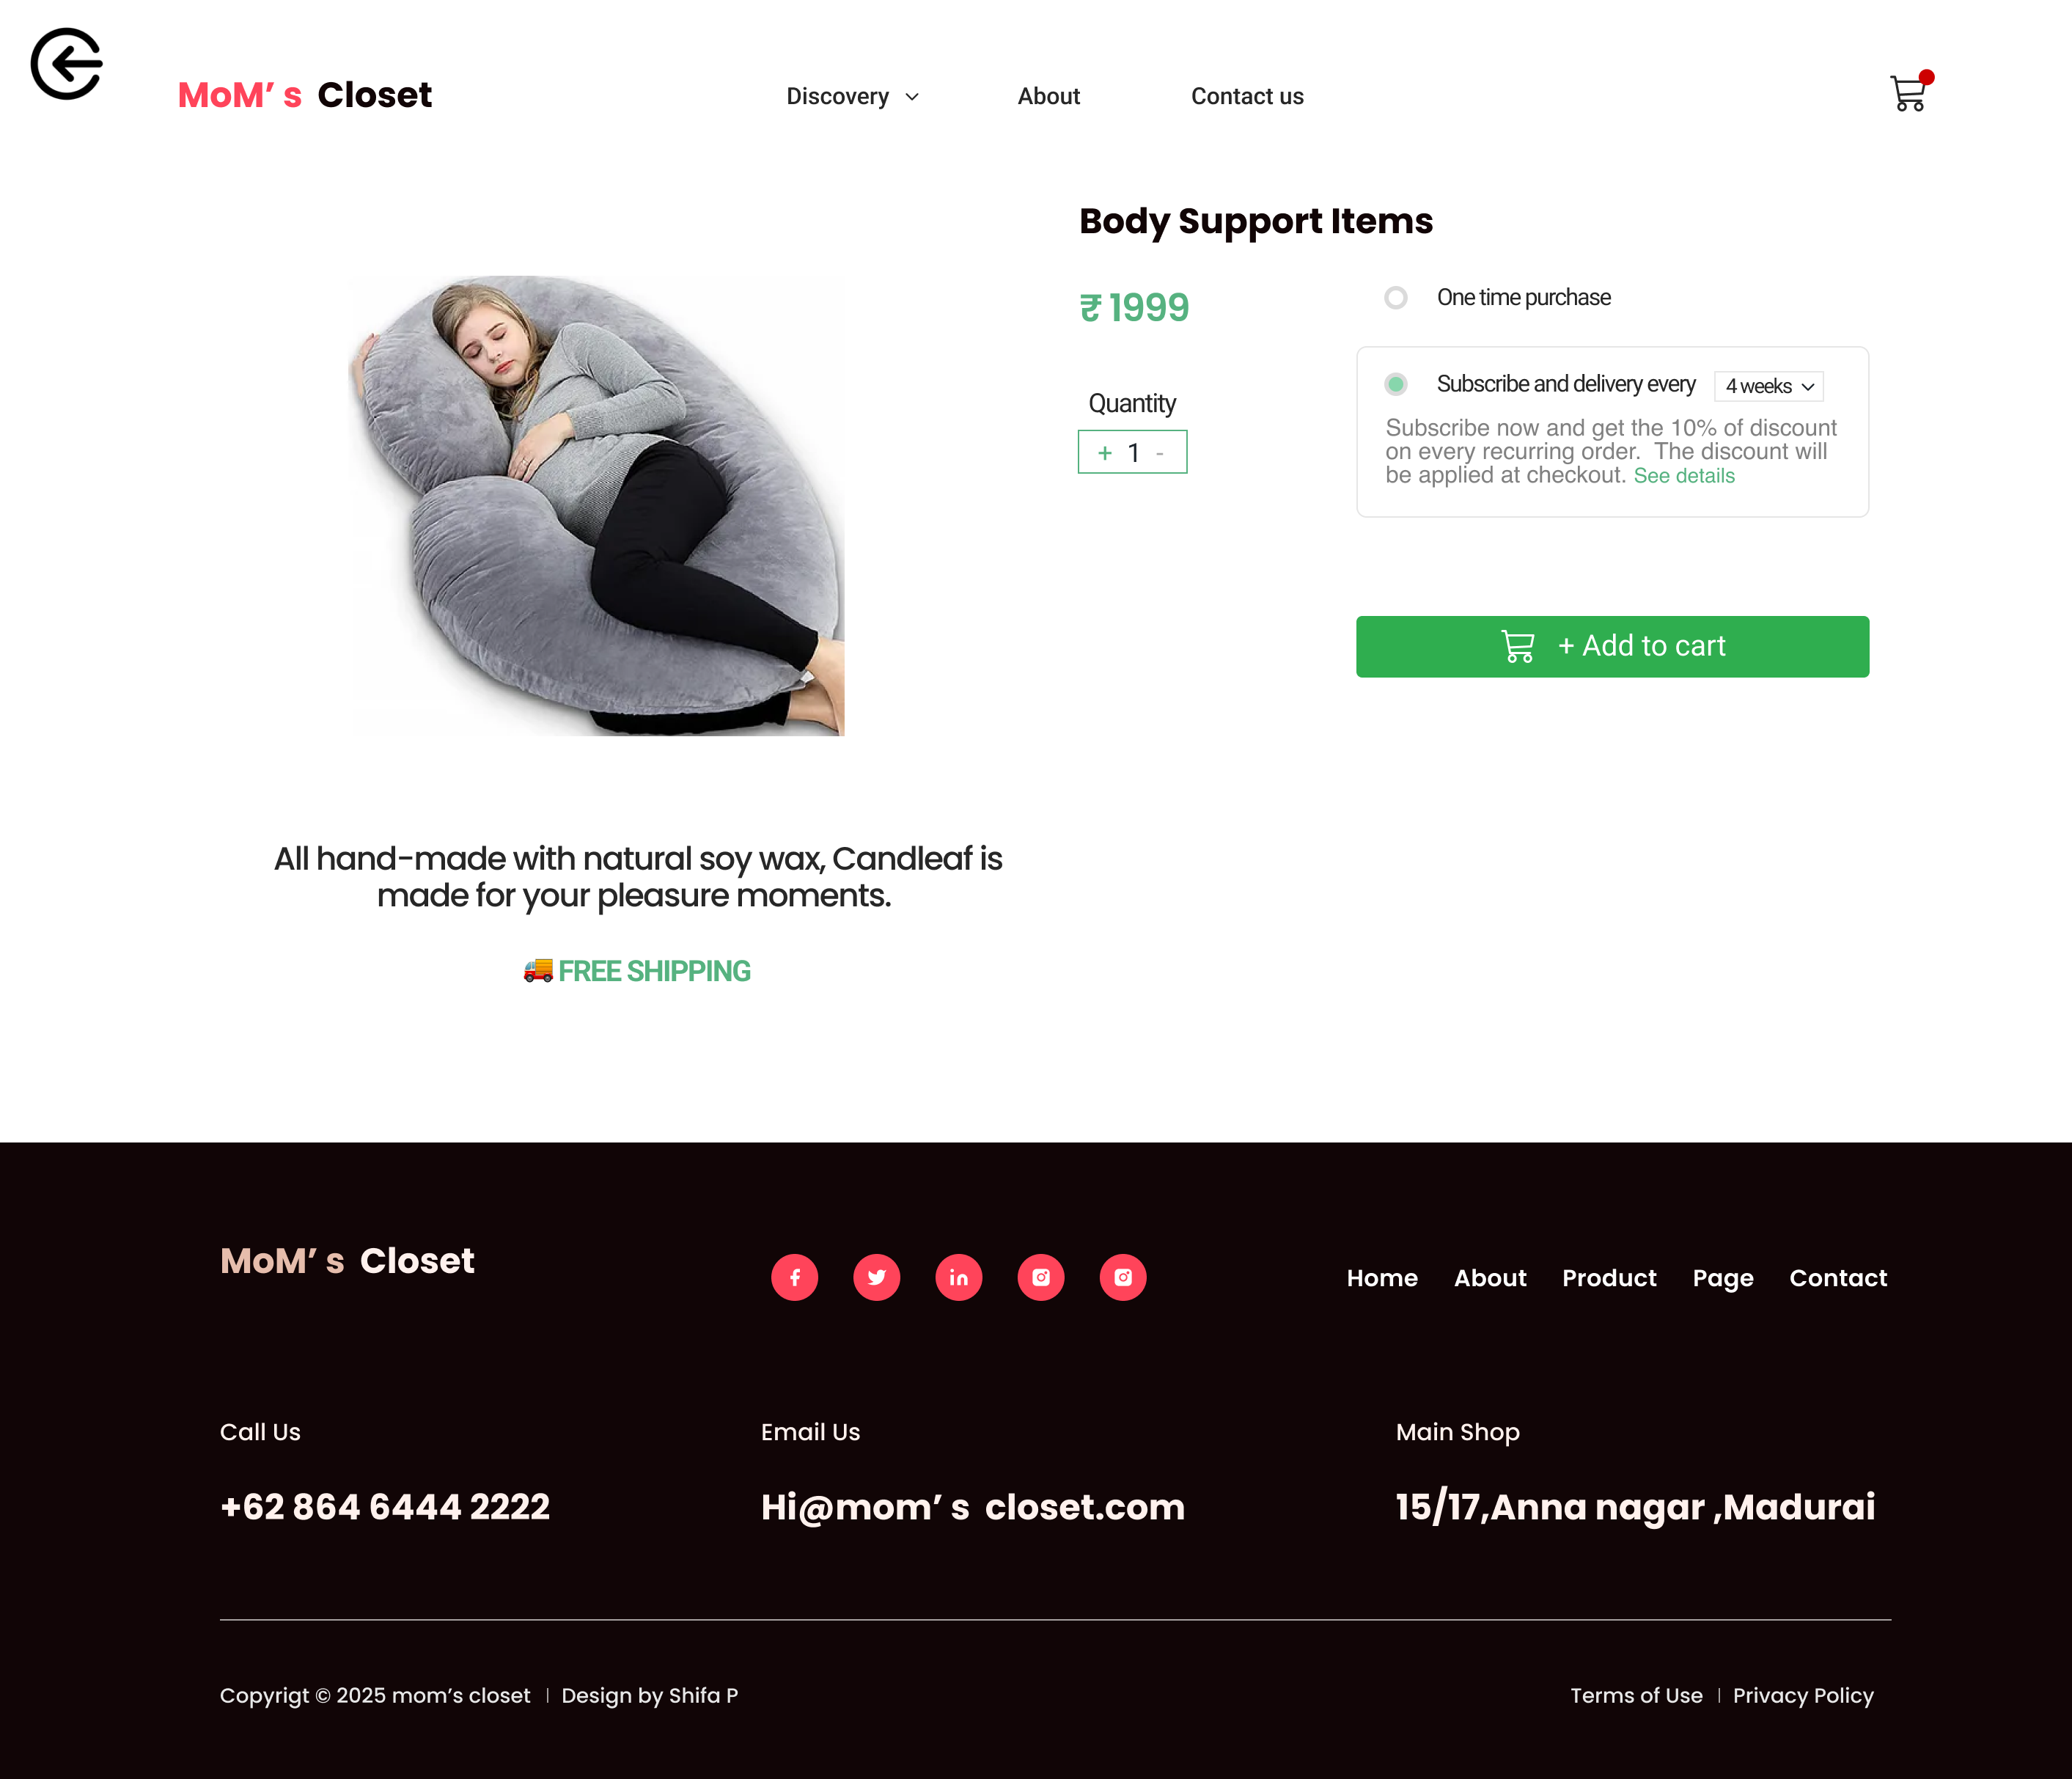 MoM’ s Closet
Discovery
About
Contact us
Body Support Items
₹ 1999
One time purchase
Quantity
+ 1 -
Subscribe and delivery every
4 weeks
Subscribe now and get the 10% of discount
on every recurring order. The discount will
be applied at checkout. See details
+ Add to cart
All hand-made with natural soy wax, Candleaf is
made for your pleasure moments.
🚚 FREE SHIPPING
MoM’ s Closet
Home About Product Page Contact
Call Us
+62 864 6444 2222
Email Us
Hi@mom’ s closet.com
Main Shop
15/17,Anna nagar ,Madurai
Copyrigt © 2025 mom’s closet | Design by Shifa P
Terms of Use | Privacy Policy